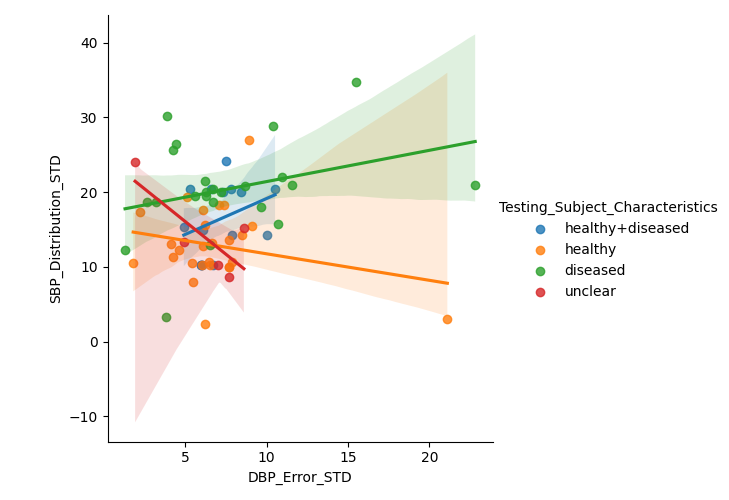 40
30
20
10
0
−10
SBP_Distribution_STD
5
10
15
20
DBP_Error_STD
Testing_Subject_Characteristics
healthy+diseased
healthy
diseased
unclear